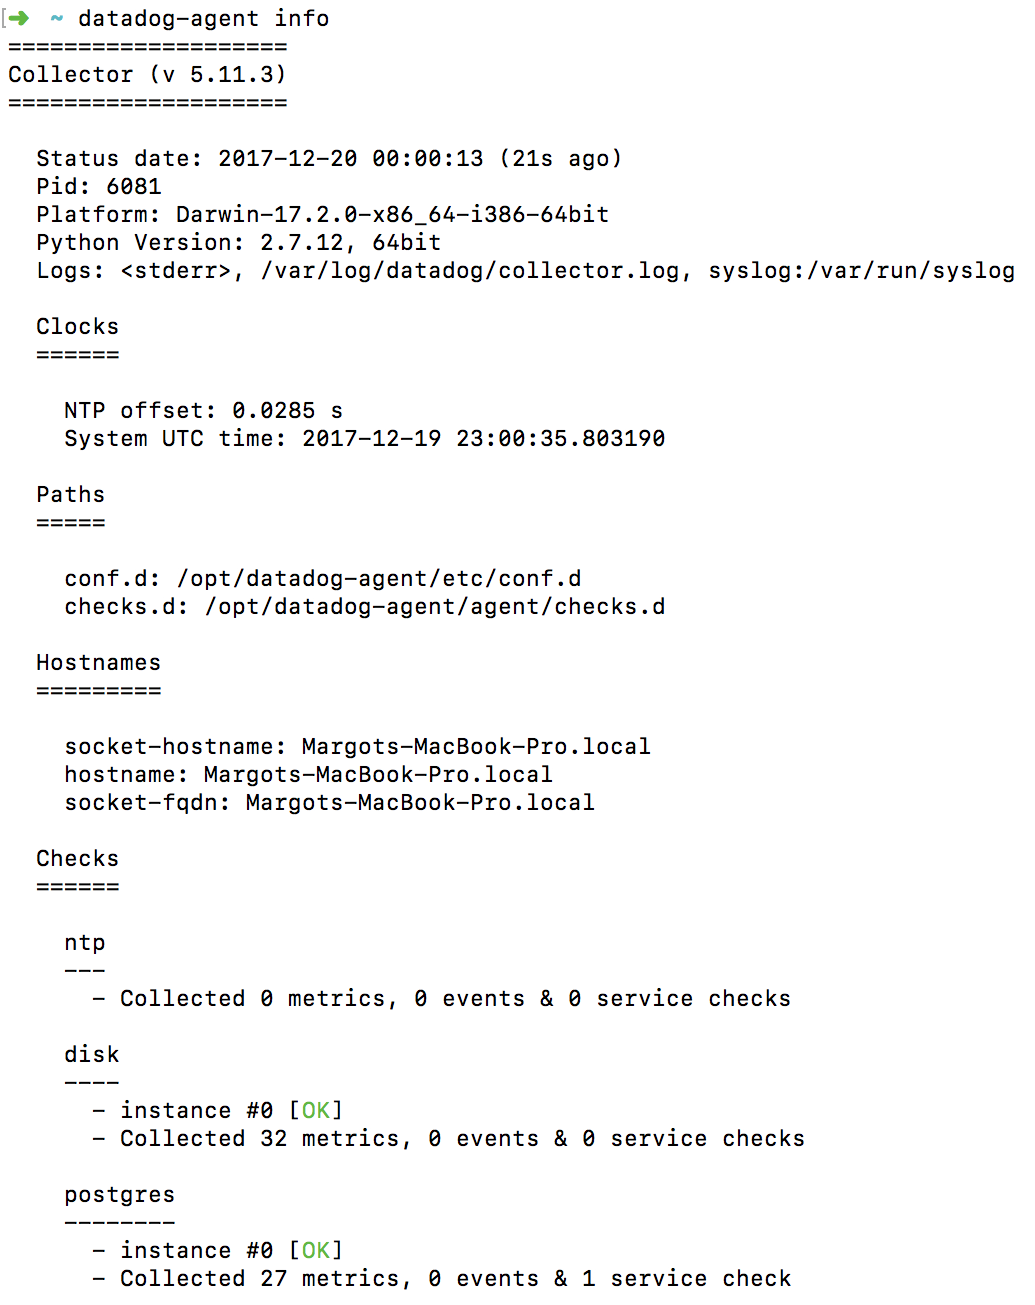 [➜ ~ datadog-agent info
====================
Collector (v 5.11.3)
====================
Status date: 2017-12-20 00:00:13 (21s ago)
Pid: 6081
Platform: Darwin-17.2.0-x86_64-i386-64bit
Python Version: 2.7.12, 64bit
Logs: <stderr>, /var/log/datadog/collector.log, syslog:/var/run/syslog
Clocks
======
NTP offset: 0.0285 s
System UTC time: 2017-12-19 23:00:35.803190
Paths
=====
conf.d: /opt/datadog-agent/etc/conf.d
checks.d: /opt/datadog-agent/agent/checks.d
Hostnames
=========
socket-hostname: Margots-MacBook-Pro.local
hostname: Margots-MacBook-Pro.local
socket-fqdn: Margots-MacBook-Pro.local
Checks
======
ntp
---
- Collected 0 metrics, 0 events & 0 service checks
disk
----
- instance #0 [OK]
- Collected 32 metrics, 0 events & 0 service checks
postgres
--------
- instance #0 [OK]
- Collected 27 metrics, 0 events & 1 service check